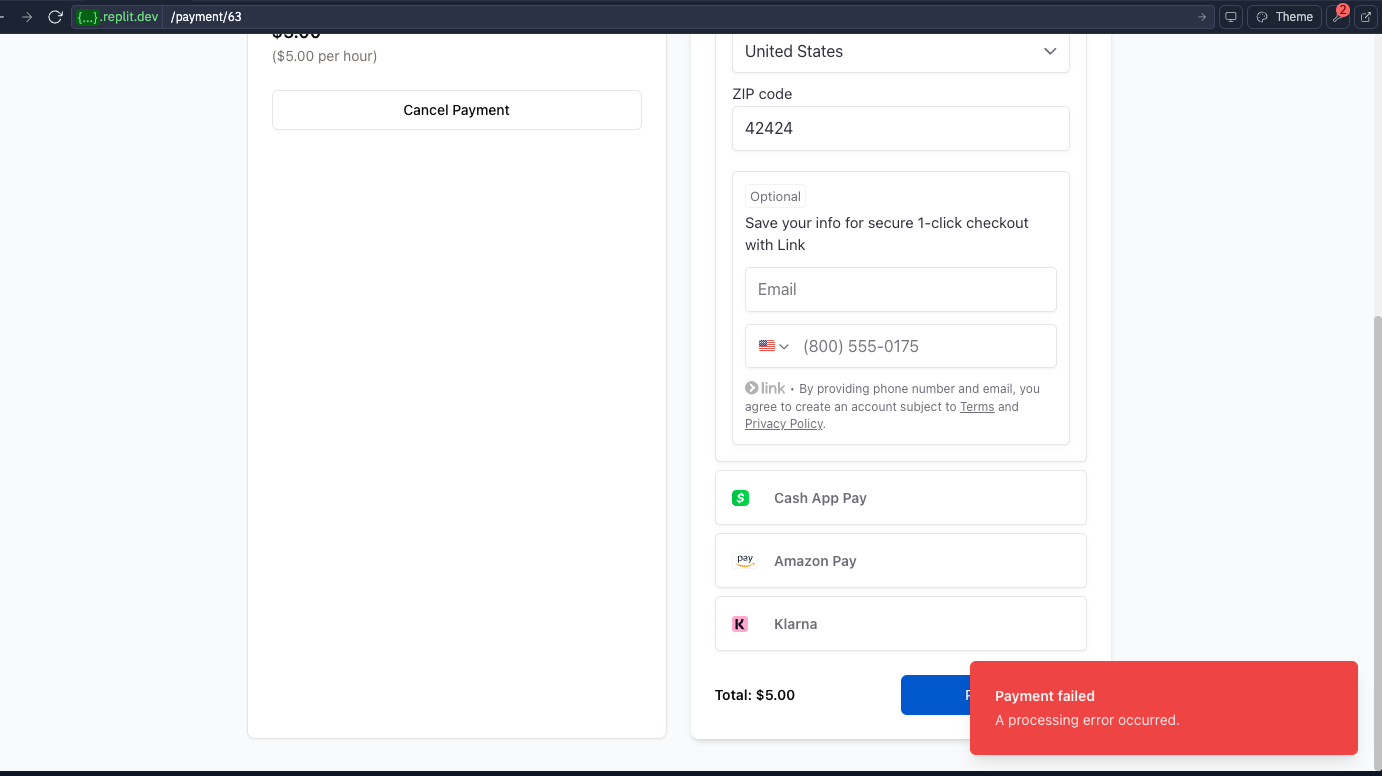 {...}.replit.dev /payment/63
Theme
2
$5.00
($5.00 per hour)
Cancel Payment
United States
ZIP code
42424
Optional
Save your info for secure 1-click checkout
with Link
Email
(800) 555-0175
link • By providing phone number and email, you
agree to create an account subject to Terms and
Privacy Policy.
Cash App Pay
pay Amazon Pay
K Klarna
Total: $5.00
Payment failed
A processing error occurred.